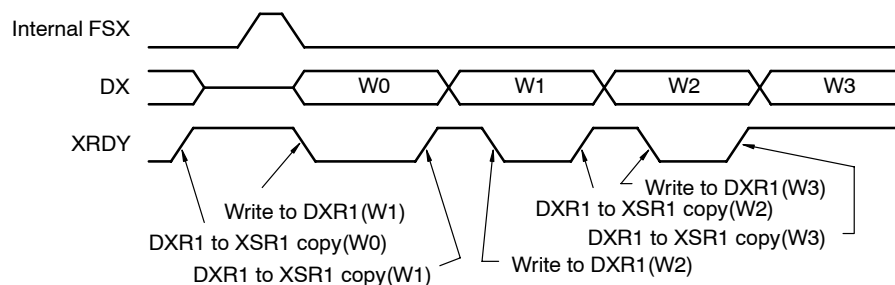 Internal FSX
DX
W0
W1
W2
W3
XRDY
Write to DXR1(W1)
Write to DXR1(W3)
DXR1 to XSR1 copy(W0)
DXR1 to XSR1 copy(W2)
DXR1 to XSR1 copy(W1)
Write to DXR1(W2)
DXR1 to XSR1 copy(W3)